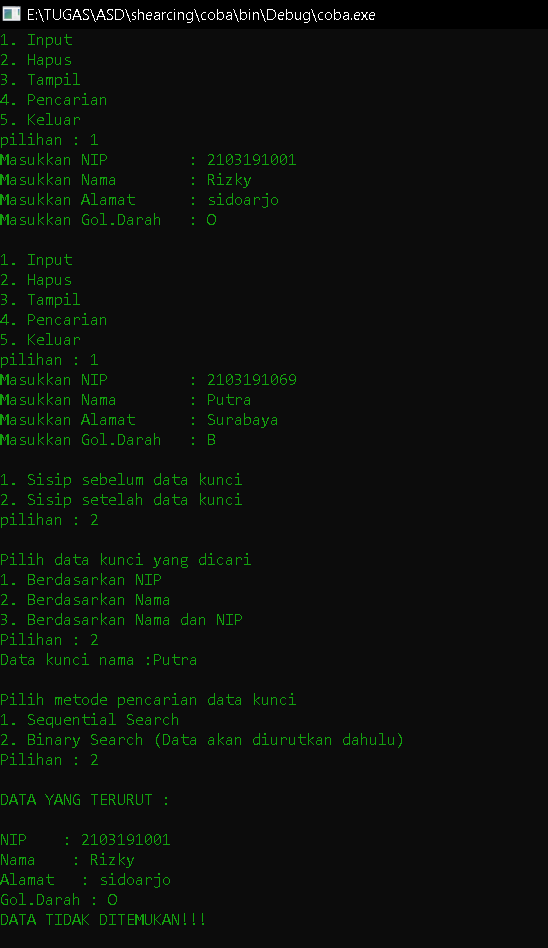 E:\TUGAS\ASD\shearcing\coba\bin\Debug\coba.exe
1. Input
2. Hapus
3. Tampil
4. Pencarian
5. Keluar
pilihan : 1
Masukkan NIP : 2103191001
Masukkan Nama : Rizky
Masukkan Alamat : sidoarjo
Masukkan Gol.Darah : O

1. Input
2. Hapus
3. Tampil
4. Pencarian
5. Keluar
pilihan : 1
Masukkan NIP : 2103191069
Masukkan Nama : Putra
Masukkan Alamat : Surabaya
Masukkan Gol.Darah : B

1. Sisip sebelum data kunci
2. Sisip setelah data kunci
pilihan : 2

Pilih data kunci yang dicari
1. Berdasarkan NIP
2. Berdasarkan Nama
3. Berdasarkan Nama dan NIP
Pilihan : 2
Data kunci nama :Putra

Pilih metode pencarian data kunci
1. Sequential Search
2. Binary Search (Data akan diurutkan dahulu)
Pilihan : 2

DATA YANG TERURUT :

NIP : 2103191001
Nama : Rizky
Alamat : sidoarjo
Gol.Darah : O
DATA TIDAK DITEMUKAN!!!